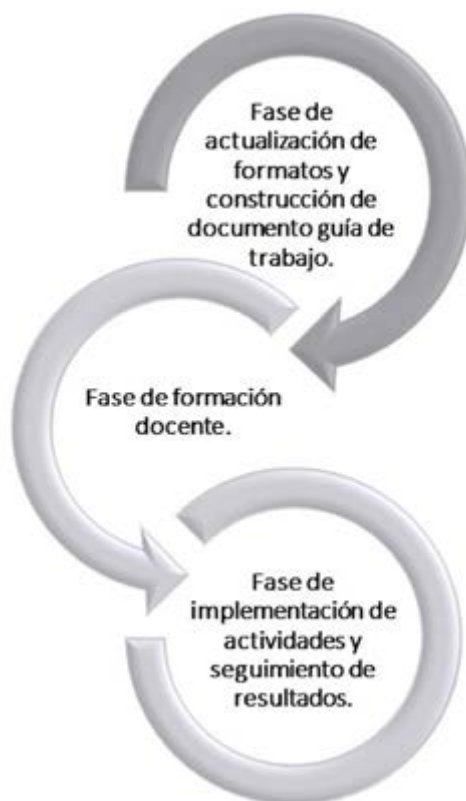 Fase de
actualización de
formatos y
construcción de
documento guía de
trabajo.
Fase de formación
docente.
Fase de
implementación de
actividades y
seguimiento de
resultados.